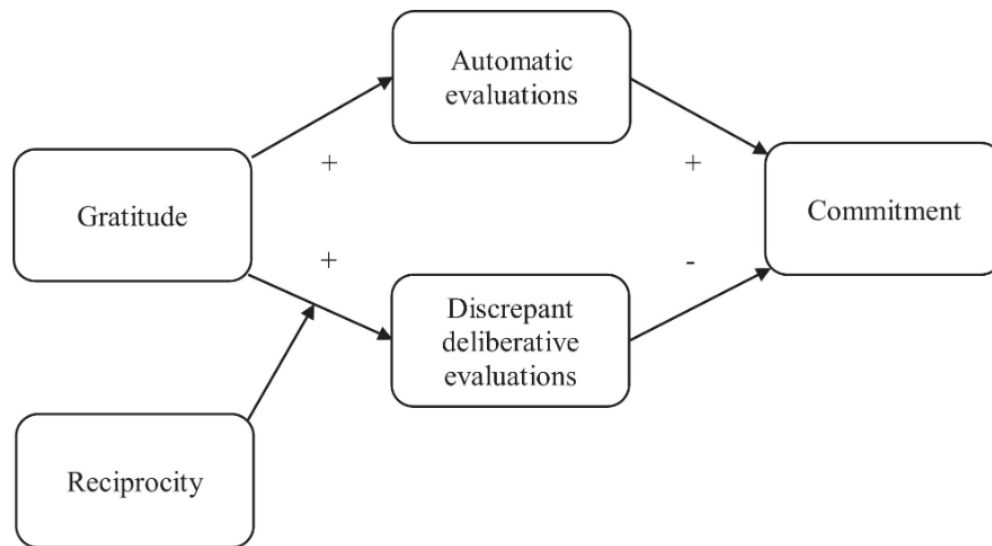 Automatic
evaluations
+
+
Gratitude
Commitment
+
-
Discrepant
deliberative
evaluations
Reciprocity